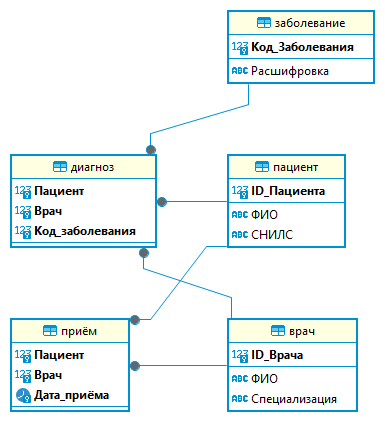 заболевание
123 Код_Заболевания
ABC Расшифровка
диагноз
123 Пациент
123 Врач
123 Код_заболевания
пациент
123 ID_Пациента
ABC ФИО
ABC СНИЛС
приём
123 Пациент
123 Врач
Дата_приёма
врач
123 ID_Врача
ABC ФИО
ABC Специализация